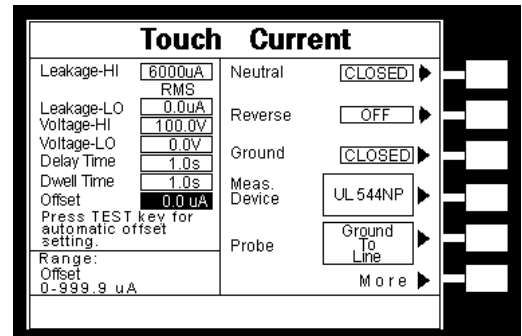 Touch Current
Leakage-HI 6000uA
RMS
Leakage-LO 0.0uA
Voltage-HI 100.0V
Voltage-LO 0.0V
Delay Time 1.0s
Dwell Time 1.0s
Offset 0.0 uA
Press TEST key for
automatic offset
setting.
Range:
Offset
0-999.9 uA
Neutral CLOSED
Reverse OFF
Ground CLOSED
Meas.
Device UL544NP
Probe Ground
To
Line
More